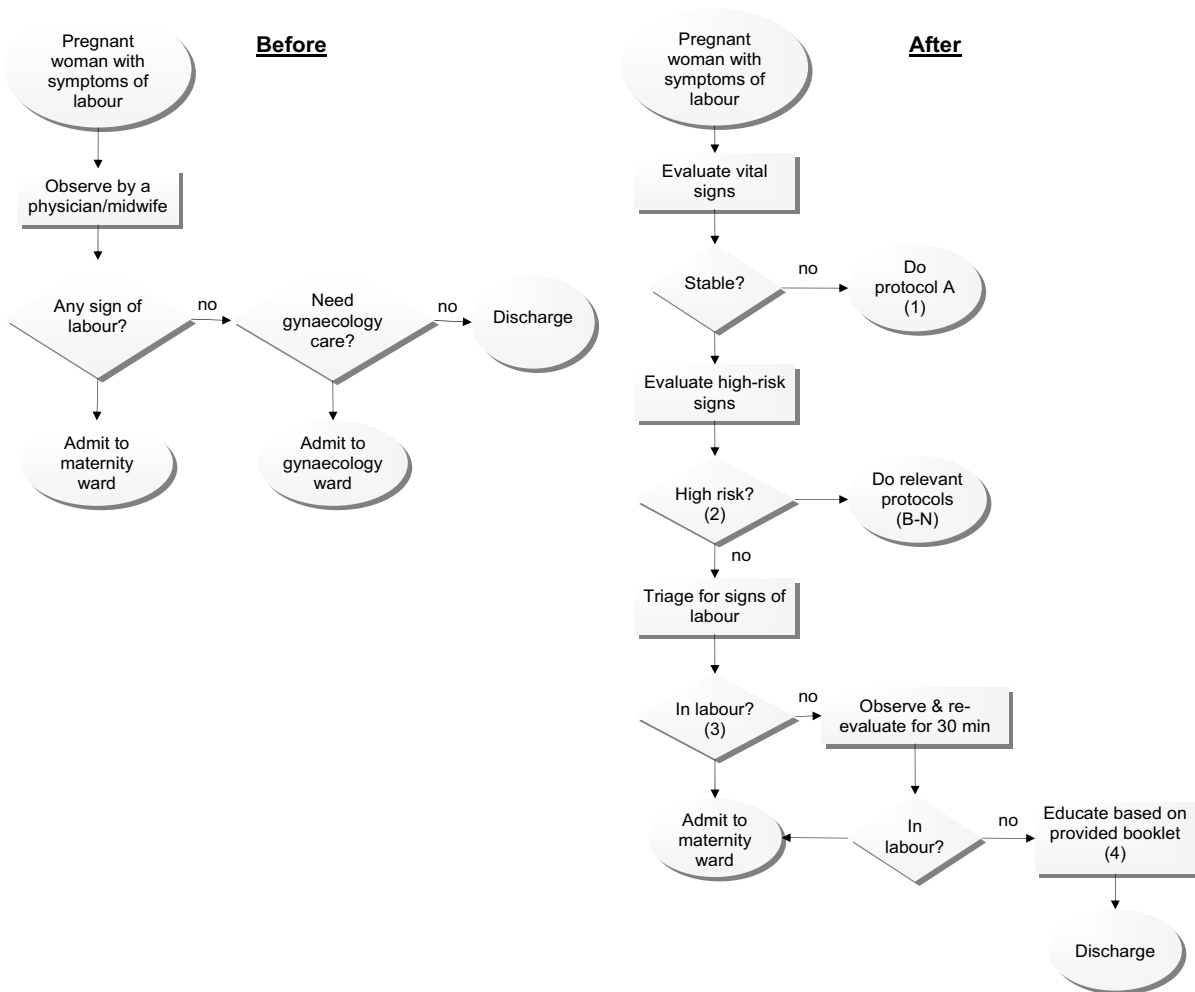 Before
Pregnant
woman with
symptoms of
labour
Observe by a
physician/midwife
Any sign of
labour?
no
Need
gynaecology
care?
no
Discharge
Admit to
maternity
ward
Admit to
gynaecology
ward
After
Pregnant
woman with
symptoms of
labour
Evaluate vital
signs
Stable?
no
Do
protocol A
(1)
Evaluate high-risk
signs
High risk?
(2)
Do relevant
protocols
(B-N)
no
Triage for signs of
labour
In labour?
(3)
no
Observe & re-
evaluate for 30 min
Admit to
maternity
ward
In
labour?
no
Educate based on
provided booklet
(4)
Discharge